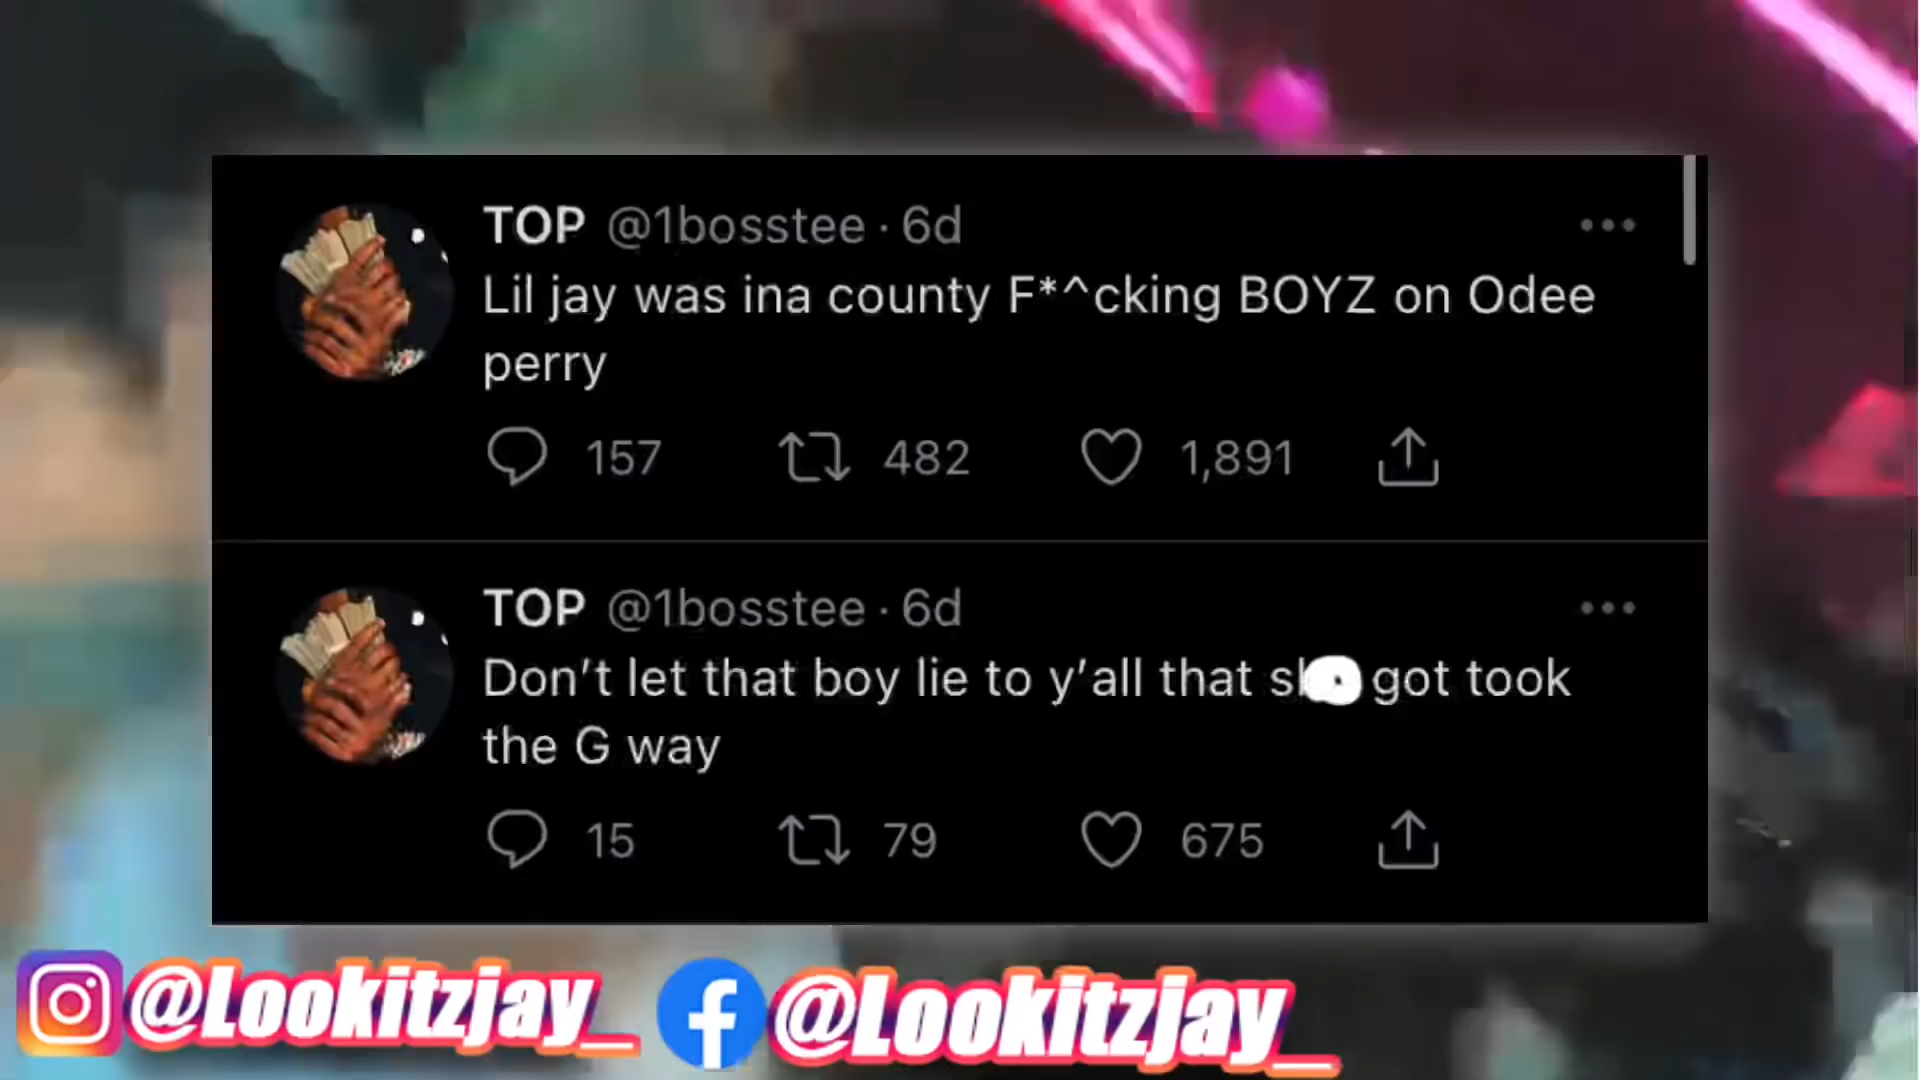 TOP @1bosstee · 6d
Lil jay was ina county F*^cking BOYZ on Odee
perry
157 482 1,891
TOP @1bosstee · 6d
Don't let that boy lie to y'all that got took
the G way
15 79 675
@Lookitzjay_ @Lookitzjay_